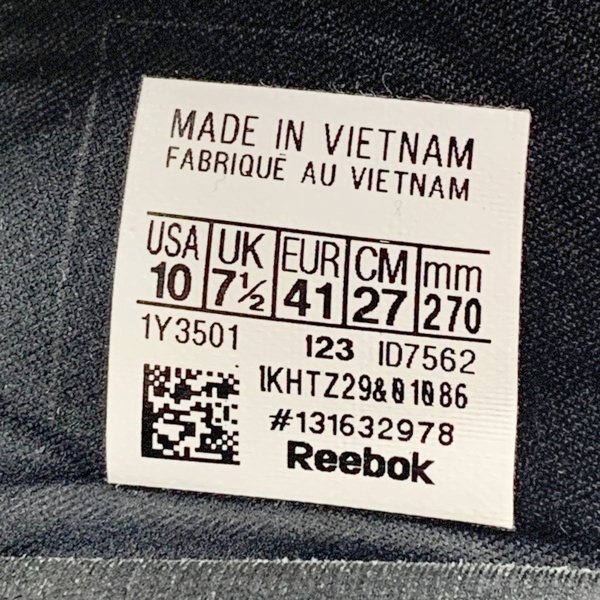 MADE IN VIETNAM
FABRIQUÉ AU VIETNAM
USA UK EUR CM mm
10 7½ 41 27 270
1Y3501 123 ID7562
1KHTZ29&01086
#131632978
Reebok